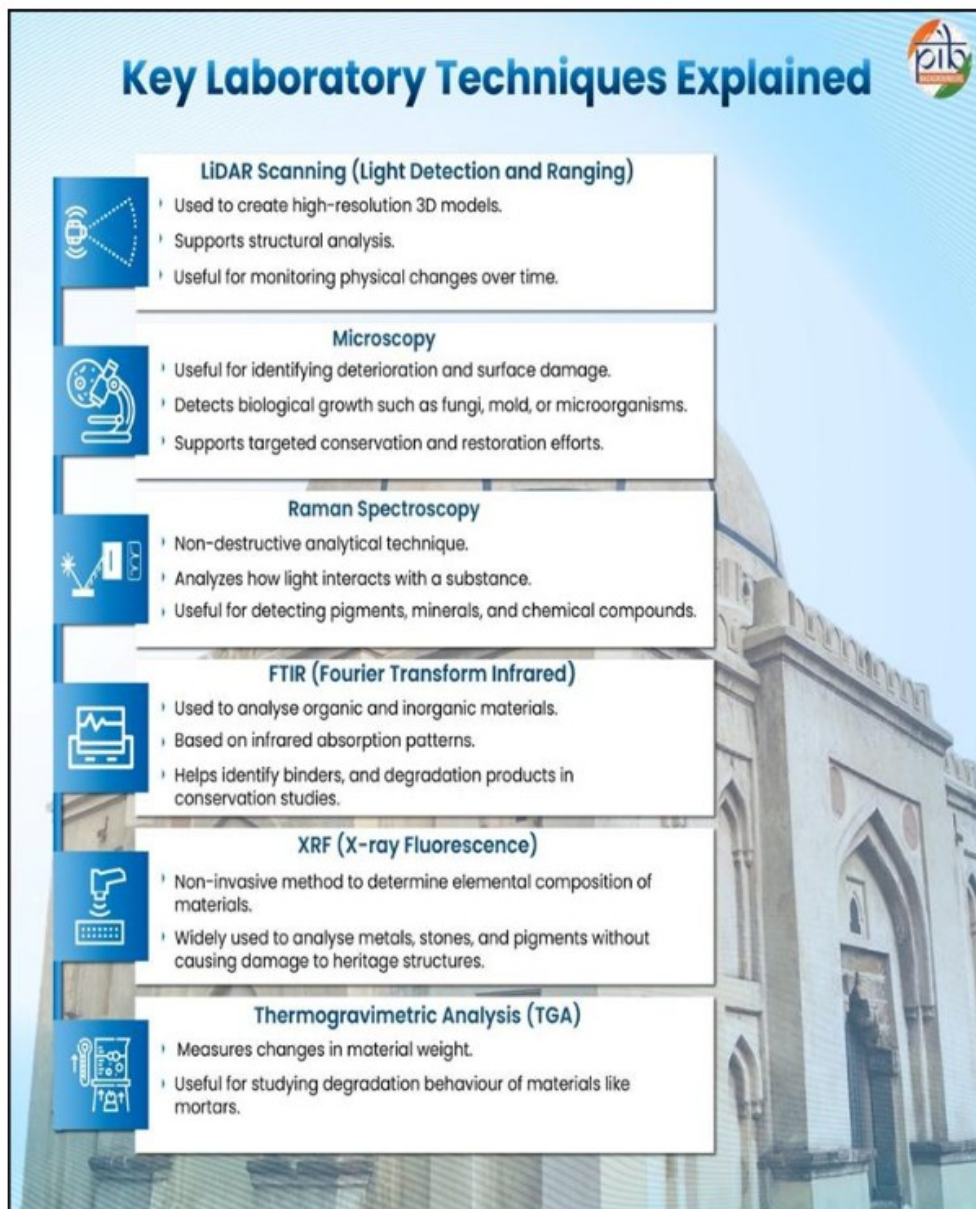 pib
BACKGROUNDERS
Key Laboratory Techniques Explained
LiDAR Scanning (Light Detection and Ranging)
Used to create high-resolution 3D models.
Supports structural analysis.
Useful for monitoring physical changes over time.
Microscopy
Useful for identifying deterioration and surface damage.
Detects biological growth such as fungi, mold, or microorganisms.
Supports targeted conservation and restoration efforts.
Raman Spectroscopy
Non-destructive analytical technique.
Analyzes how light interacts with a substance.
Useful for detecting pigments, minerals, and chemical compounds.
FTIR (Fourier Transform Infrared)
Used to analyse organic and inorganic materials.
Based on infrared absorption patterns.
Helps identify binders, and degradation products in
conservation studies.
XRF (X-ray Fluorescence)
Non-invasive method to determine elemental composition of
materials.
Widely used to analyse metals, stones, and pigments without
causing damage to heritage structures.
Thermogravimetric Analysis (TGA)
Measures changes in material weight.
Useful for studying degradation behaviour of materials like
mortars.